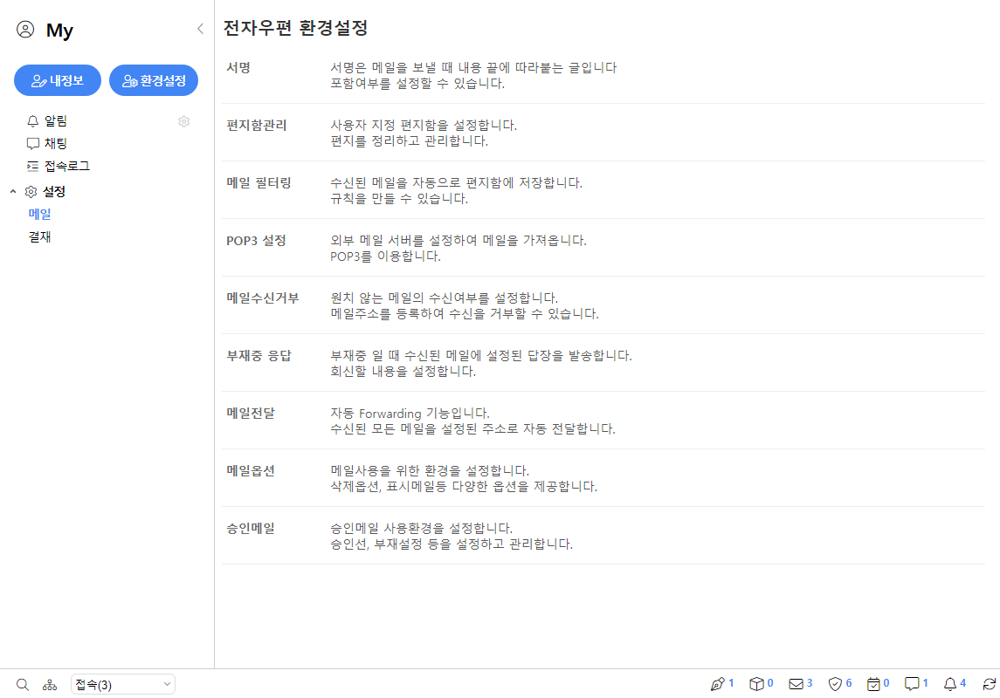 My
내정보
환경설정
알림
채팅
접속로그
설정
메일
결재
전자우편 환경설정
서명
서명은 메일을 보낼 때 내용 끝에 따라붙는 글입니다
포함여부를 설정할 수 있습니다.
편지함관리
사용자 지정 편지함을 설정합니다.
편지를 정리하고 관리합니다.
메일 필터링
수신된 메일을 자동으로 편지함에 저장합니다.
규칙을 만들 수 있습니다.
POP3 설정
외부 메일 서버를 설정하여 메일을 가져옵니다.
POP3를 이용합니다.
메일수신거부
원치 않는 메일의 수신여부를 설정합니다.
메일주소를 등록하여 수신을 거부할 수 있습니다.
부재중 응답
부재중 일 때 수신된 메일에 설정된 답장을 발송합니다.
회신할 내용을 설정합니다.
메일전달
자동 Forwarding 기능입니다.
수신된 모든 메일을 설정된 주소로 자동 전달합니다.
메일옵션
메일사용을 위한 환경을 설정합니다.
삭제옵션, 표시메일등 다양한 옵션을 제공합니다.
승인메일
승인메일 사용환경을 설정합니다.
승인선, 부재설정 등을 설정하고 관리합니다.
접속(3)
1 0 3 6 0 1 4